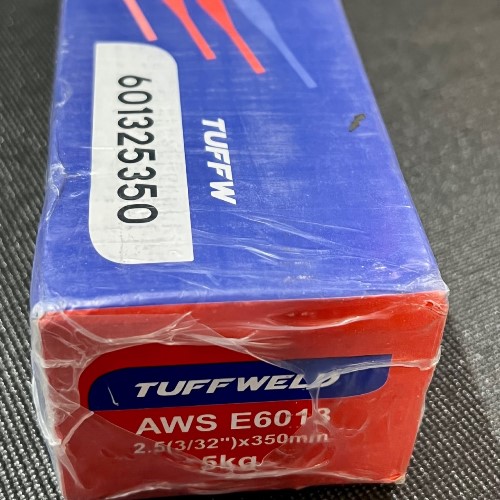 601325350
TUFFW
TUFFWELD
AWS E6013
2.5(3/32")x350mm
5kg